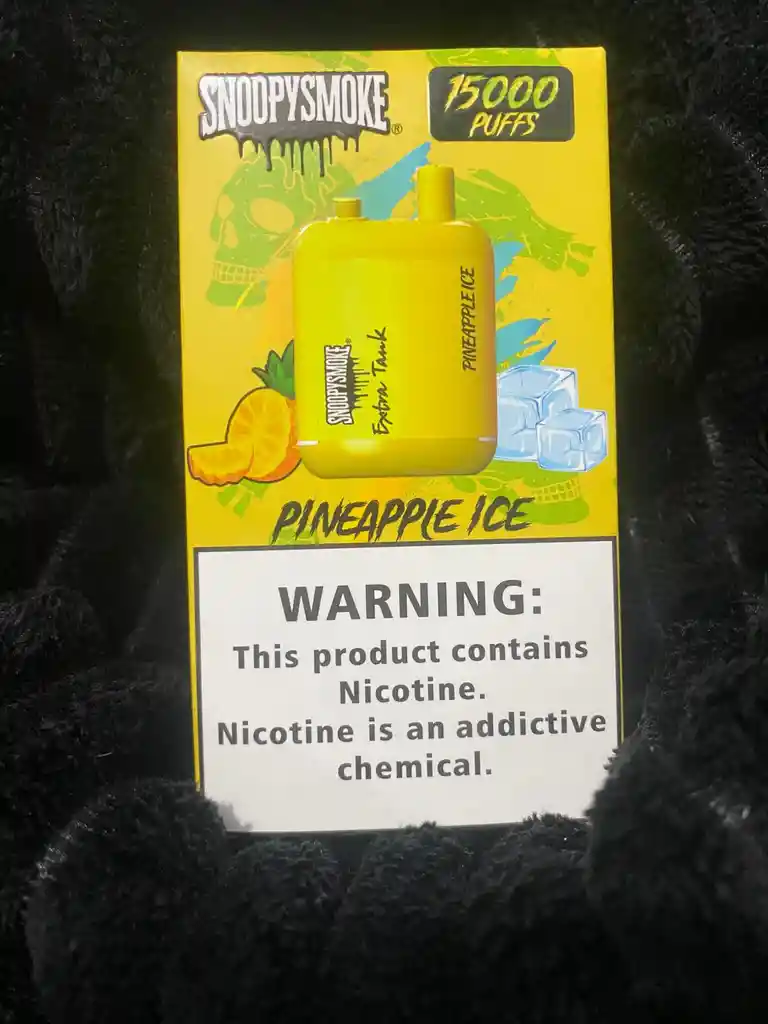 SNOOPYSMOKE®
15000
PUFFS
SNOOPYSMOKE®
Extra Tank
PINEAPPLE ICE
PINEAPPLE ICE
WARNING:
This product contains
Nicotine.
Nicotine is an addictive
chemical.